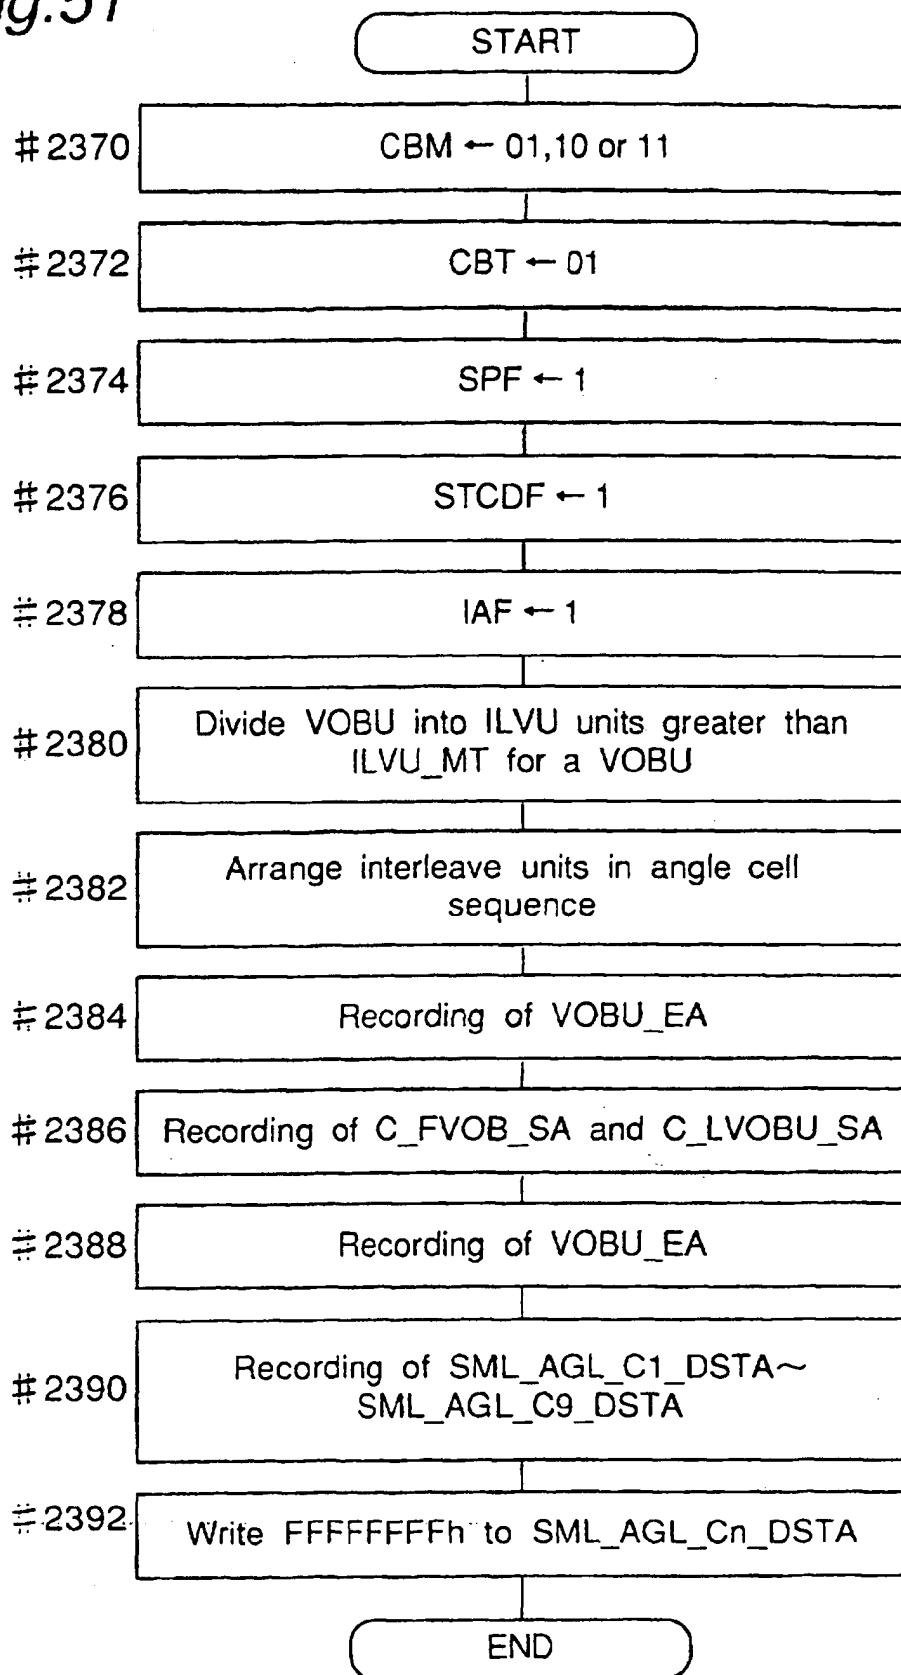 ig.51
START
#2370 CBM ← 01,10 or 11
#2372 CBT ← 01
#2374 SPF ← 1
#2376 STCDF ← 1
#2378 IAF ← 1
Divide VOBU into ILVU units greater than
#2380 ILVU_MT for a VOBU
Arrange interleave units in angle cell
#2382 sequence
#2384 Recording of VOBU_EA
#2386 Recording of C_FVOB_SA and C_LVOBU_SA
#2388 Recording of VOBU_EA
Recording of SML_AGL_C1_DSTA~
#2390 SML_AGL_C9_DSTA
#2392 Write FFFFFFFFh to SML_AGL_Cn_DSTA
END